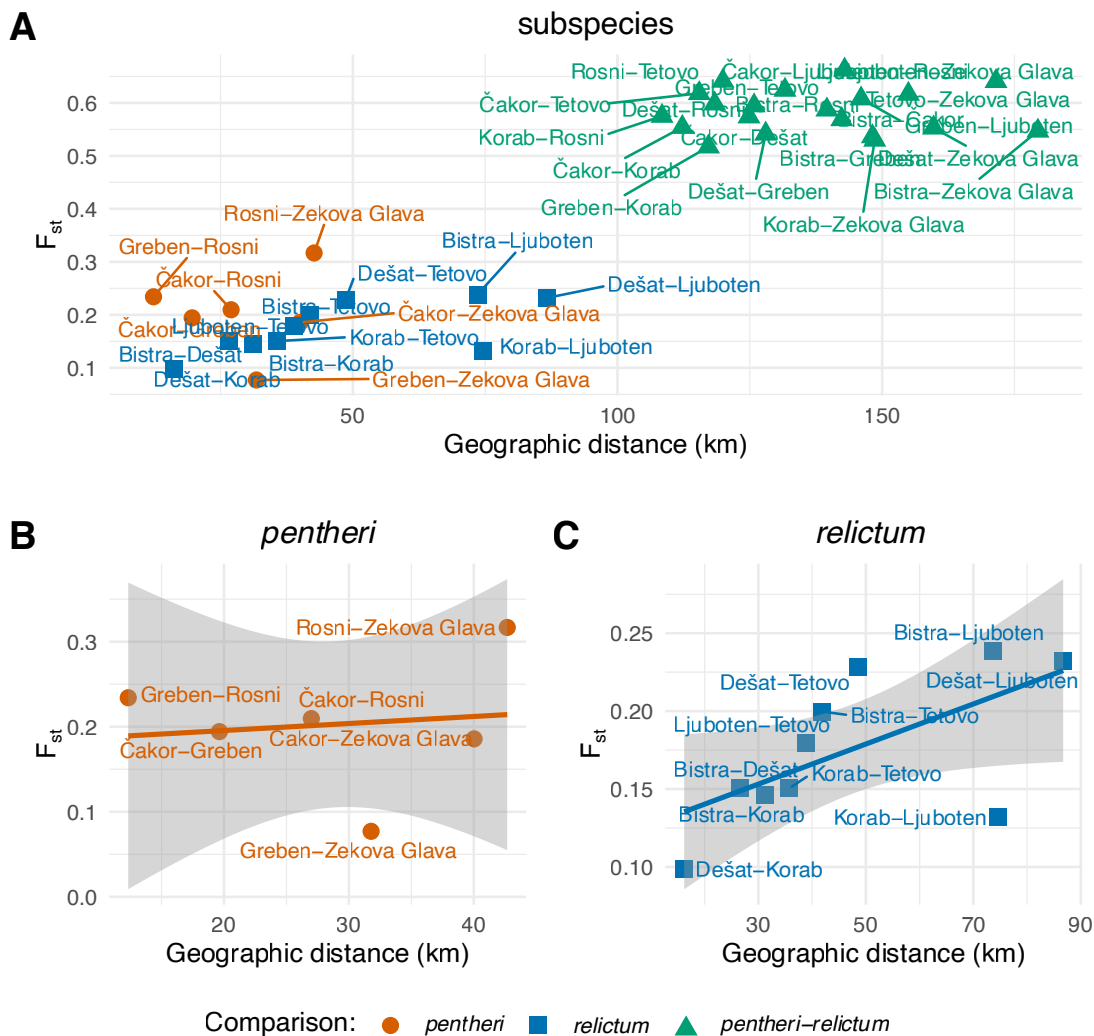 A
subspecies
Rosni–Tetovo
Greben–Tetovo
Tetovo–Zekova Glava
Čakor–Tetovo
Dešat–Rosni
Bistra–Rosni
Bistra–Čakor
Greben–Ljuboten
Korab–Rosni
Čakor–Dešat
Čakor–Korab
Bistra–Greben
Dešat–Zekova Glava
Dešat–Greben
Bistra–Zekova Glava
Greben–Korab
Korab–Zekova Glava
Rosni–Zekova Glava
Greben–Rosni
Bistra–Ljuboten
Čakor–Rosni
Dešat–Tetovo
Dešat–Ljuboten
Bistra–Tetovo
Čakor–Zekova Glava
Čakor–Greben
Ljuboten–Tetovo
Korab–Tetovo
Korab–Ljuboten
Bistra–Dešat
Bistra–Korab
Dešat–Korab
Greben–Zekova Glava
0.6
0.5
0.4
0.3
0.2
0.1
Fst
50 100 150
Geographic distance (km)
B
pentheri
Rosni–Zekova Glava
Greben–Rosni
Čakor–Rosni
Čakor–Zekova Glava
Čakor–Greben
Greben–Zekova Glava
0.3
0.2
0.1
0.0
Fst
20 30 40
Geographic distance (km)
C
relictum
Bistra–Ljuboten
Dešat–Tetovo
Dešat–Ljuboten
Ljuboten–Tetovo
Bistra–Tetovo
Bistra–Dešat
Korab–Tetovo
Bistra–Korab
Korab–Ljuboten
Dešat–Korab
0.25
0.20
0.15
0.10
Fst
30 50 70 90
Geographic distance (km)
Comparison: pentheri relictum pentheri–relictum